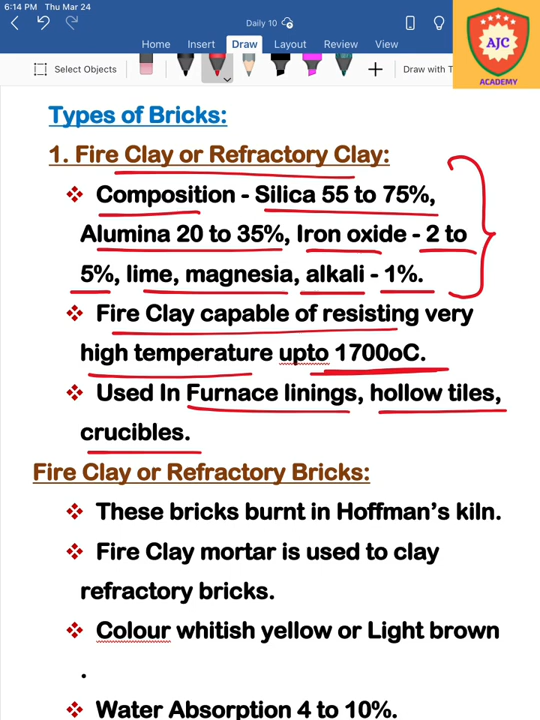 6:14 PM Thu Mar 24
Daily 10
Home Insert Draw Layout Review View
AJC
ACADEMY
Select Objects
Draw with T
Types of Bricks:
1. Fire Clay or Refractory Clay:
❖ Composition - Silica 55 to 75%,
Alumina 20 to 35%, Iron oxide - 2 to
5%, lime, magnesia, alkali - 1%.
❖ Fire Clay capable of resisting very
high temperature upto 1700oC.
❖ Used In Furnace linings, hollow tiles,
crucibles.
Fire Clay or Refractory Bricks:
❖ These bricks burnt in Hoffman's kiln.
❖ Fire Clay mortar is used to clay
refractory bricks.
❖ Colour whitish yellow or Light brown
.
❖ Water Absorption 4 to 10%.